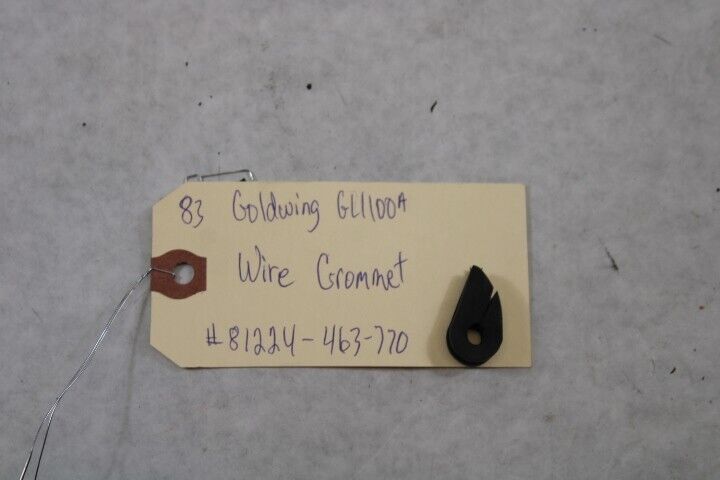 83 Goldwing GL1100A
Wire Grommet
#81224-463-770